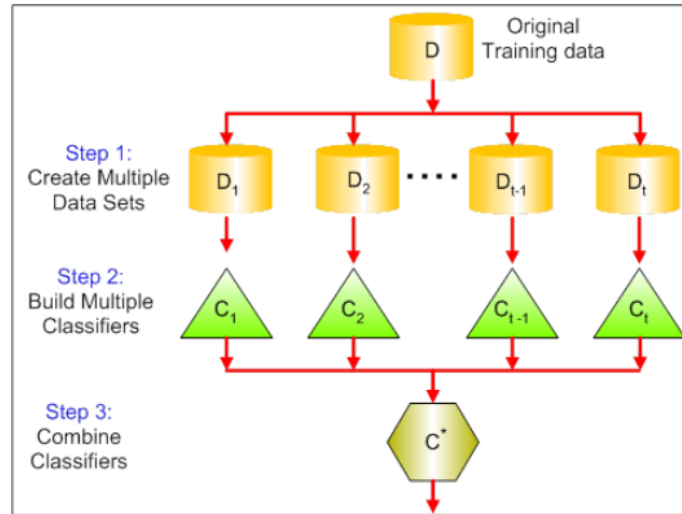 D
Original
Training data
Step 1:
Create Multiple
Data Sets
D1
D2
....
Dt-1
Dt
Step 2:
Build Multiple
Classifiers
C1
C2
Ct-1
Ct
Step 3:
Combine
Classifiers
C*